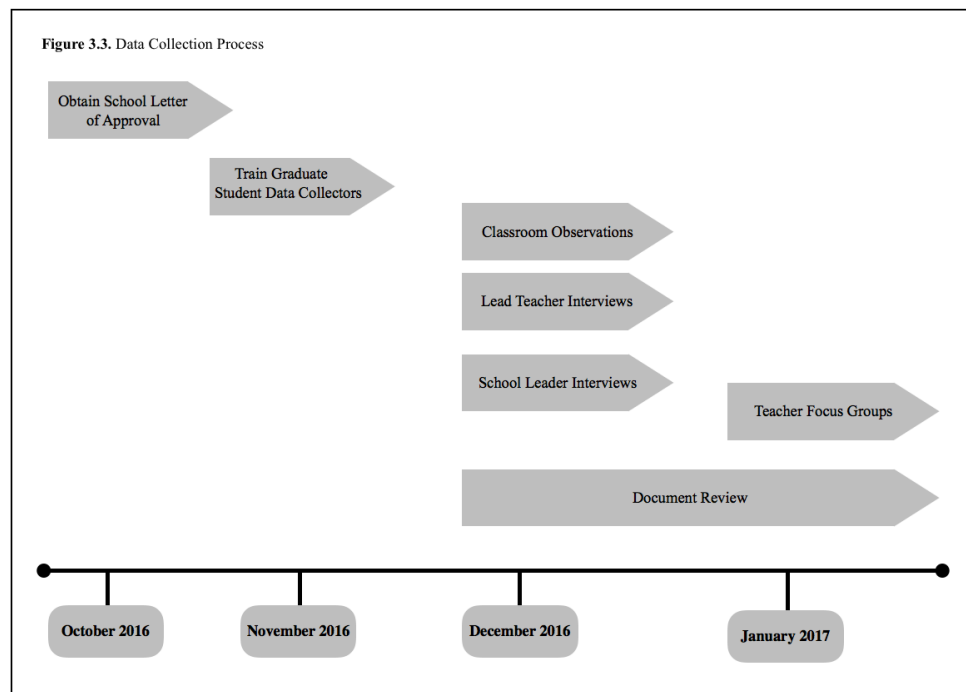 Figure 3.3. Data Collection Process
Obtain School Letter
of Approval
Train Graduate
Student Data Collectors
Classroom Observations
Lead Teacher Interviews
School Leader Interviews
Teacher Focus Groups
Document Review
October 2016
November 2016
December 2016
January 2017